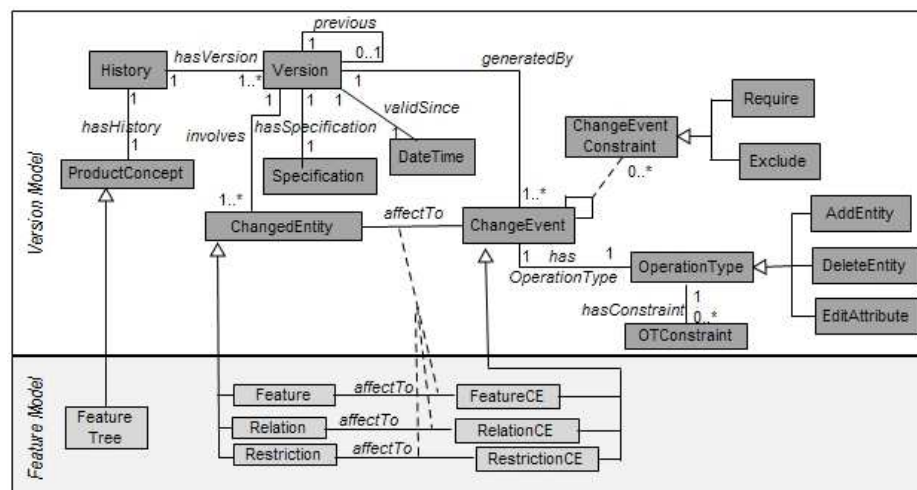 previous
1
0..1
History
hasVersion
Version
generatedBy
1
1..*
1
1
1
1
1
1
validSince
Require
hasHistory
involves
hasSpecification
ChangeEvent
Constraint
1
1
1
DateTime
0..*
Exclude
ProductConcept
Specification
Version Model
1..*
1..*
ChangedEntity
affectTo
ChangeEvent
AddEntity
1
has
1
OperationType
OperationType
DeleteEntity
hasConstraint
1
0..*
EditAttribute
OTConstraint
Feature Model
Feature
affectTo
FeatureCE
Feature
Tree
Relation
affectTo
RelationCE
Restriction
affectTo
RestrictionCE